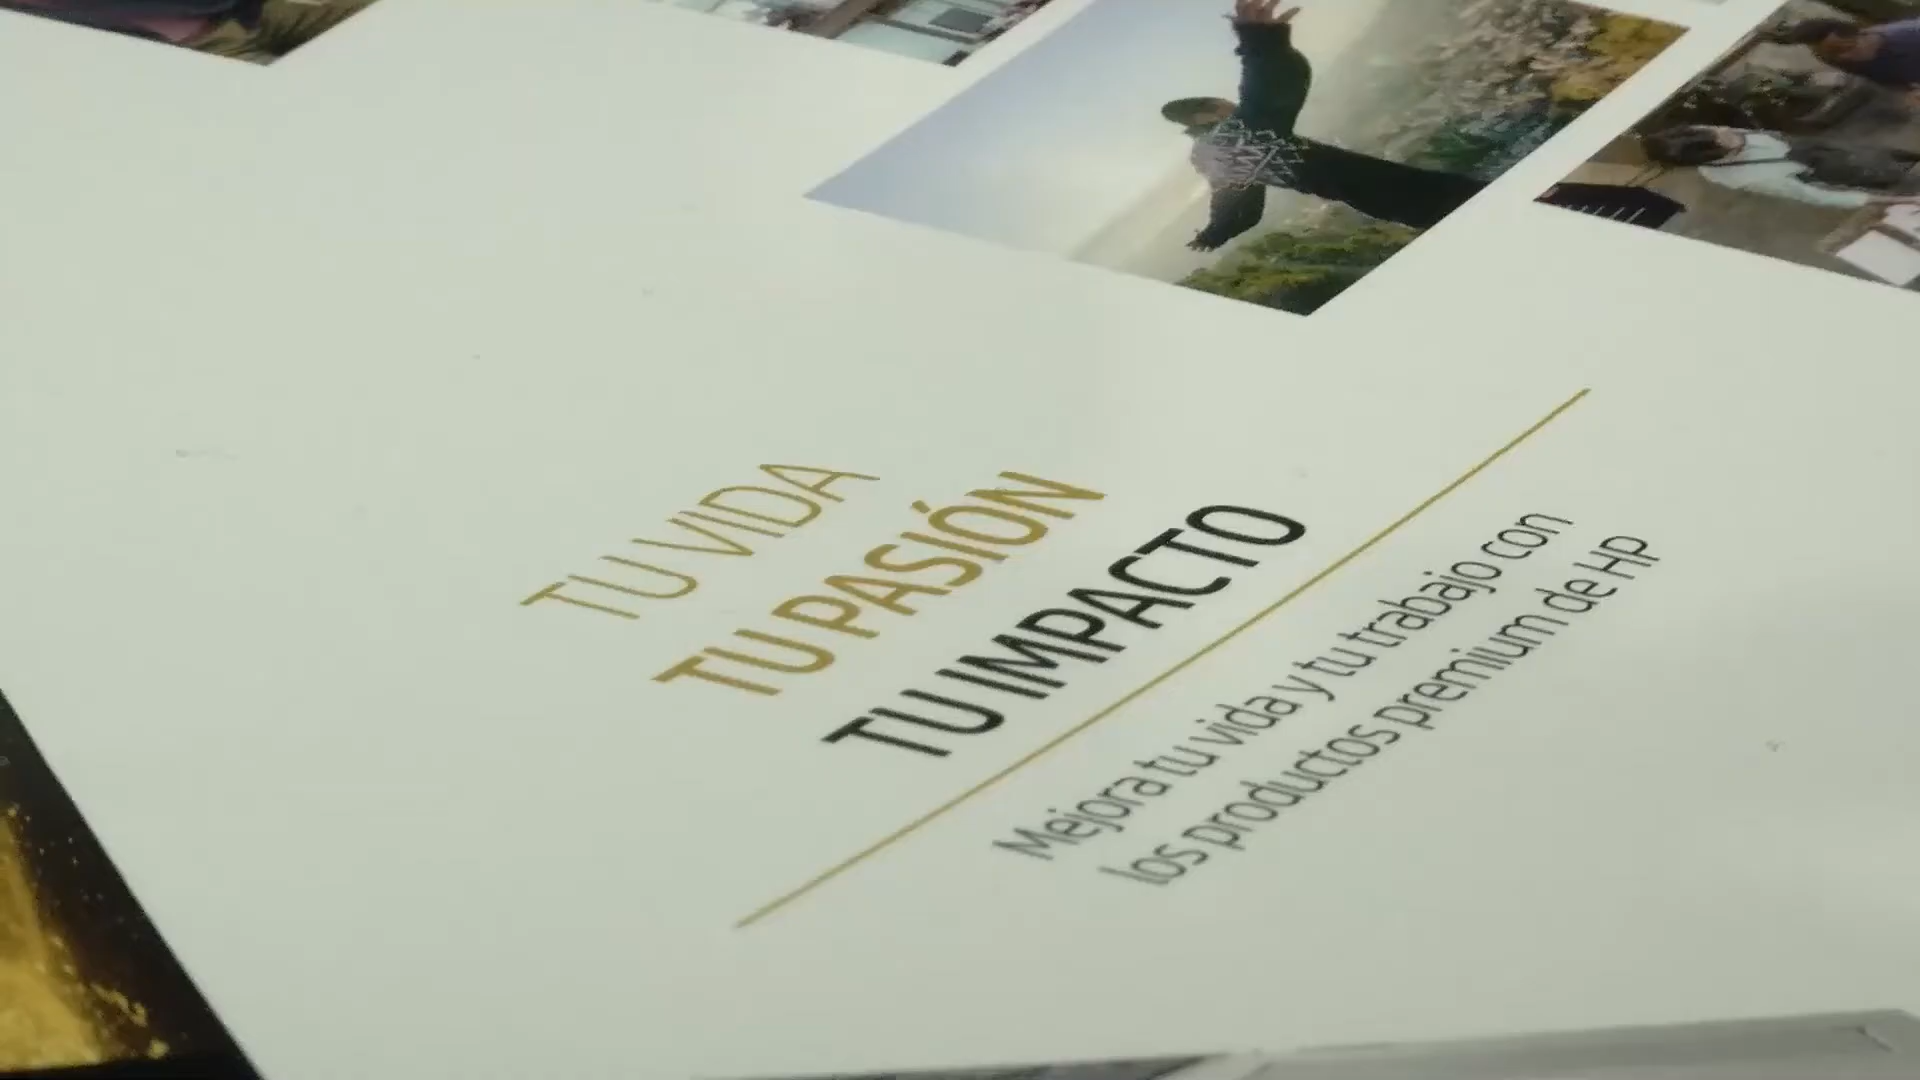 TU VIDA
TU PASIÓN
TU IMPACTO
Mejora tu vida y tu trabajo con
los productos premium de Hp